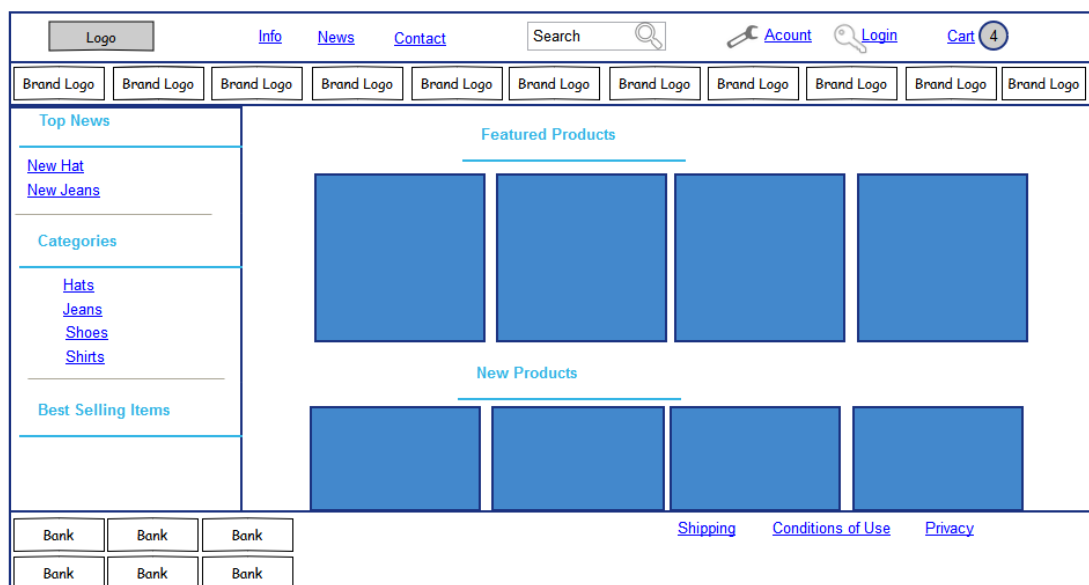 Logo Info News Contact Search Acount Login Cart 4
Brand Logo Brand Logo Brand Logo Brand Logo Brand Logo Brand Logo Brand Logo Brand Logo Brand Logo Brand Logo Brand Logo
Top News
New Hat
New Jeans
Categories
Hats
Jeans
Shoes
Shirts
Best Selling Items
Featured Products
New Products
Bank Bank Bank
Bank Bank Bank
Shipping Conditions of Use Privacy